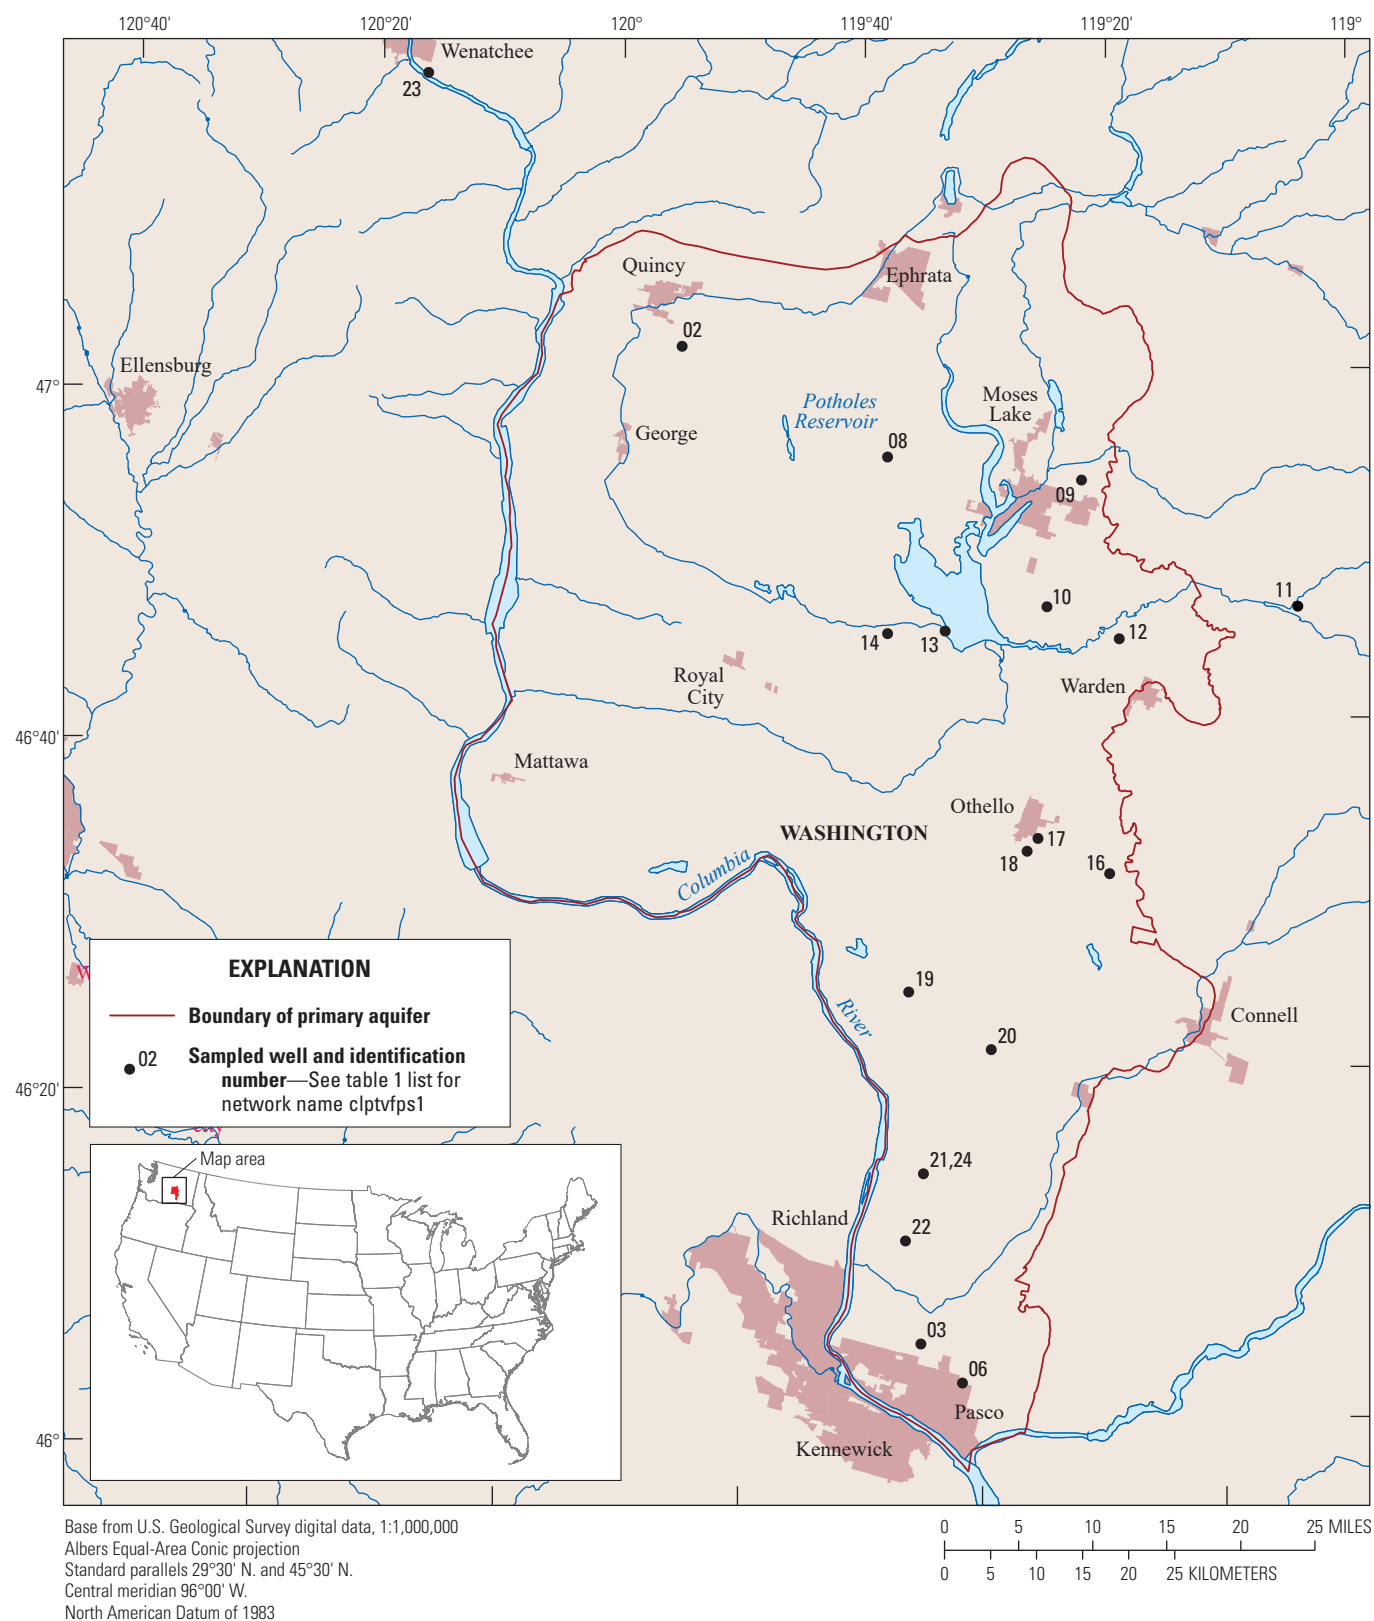 120°40'
120°20'
120°
119°40'
119°20'
119°
Wenatchee
23
Quincy
Ephrata
02
Ellensburg
47°
Moses
Lake
Potholes
Reservoir
George
08
09
10
11
12
14
13
Royal
City
Warden
46°40'
Mattawa
Othello
WASHINGTON
17
18
16
Columbia
River
W
EXPLANATION
Boundary of primary aquifer
02
Sampled well and identification
number—See table 1 list for
network name clptvfps1
19
20
Connell
46°20'
Map area
21,24
Richland
22
03
06
Pasco
Kennewick
46°
Base from U.S. Geological Survey digital data, 1:1,000,000
Albers Equal-Area Conic projection
Standard parallels 29°30' N. and 45°30' N.
Central meridian 96°00' W.
North American Datum of 1983
0 5 10 15 20 25 MILES
0 5 10 15 20 25 KILOMETERS